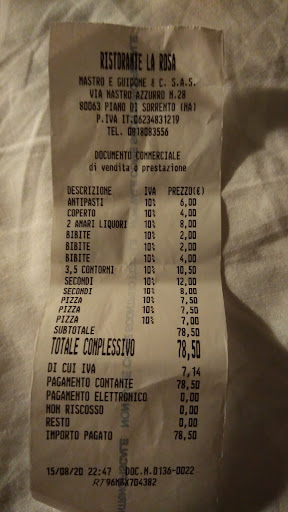 RISTORANTE LA ROSA
MASTRO E GUIDONE & C. S.A.S.
VIA MASTRO AZZURRO N.28
80063 PIANO DI SORRENTO (NA)
P.IVA IT.06234831219
TEL. 0818083556
DOCUMENTO COMMERCIALE
di vendita o prestazione
DESCRIZIONE IVA PREZZO(€)
ANTIPASTI 10% 6,00
COPERTO 10% 4,00
2 AMARI LIQUORI 10% 8,00
BIBITE 10% 2,00
BIBITE 10% 2,00
BIBITE 10% 4,00
3,5 CONTORNI 10% 10,50
SECONDI 10% 12,00
SECONDI 10% 8,00
PIZZA 10% 7,50
PIZZA 10% 7,50
PIZZA 10% 7,00
SUBTOTALE 78,50
TOTALE COMPLESSIVO 78,50
DI CUI IVA 7,14
PAGAMENTO CONTANTE 78,50
PAGAMENTO ELETTRONICO 0,00
NON RISCOSSO 0,00
RESTO 0,00
IMPORTO PAGATO 78,50
15/08/20 22:47 DOC.N.0136-0022
RT 96MBX704382